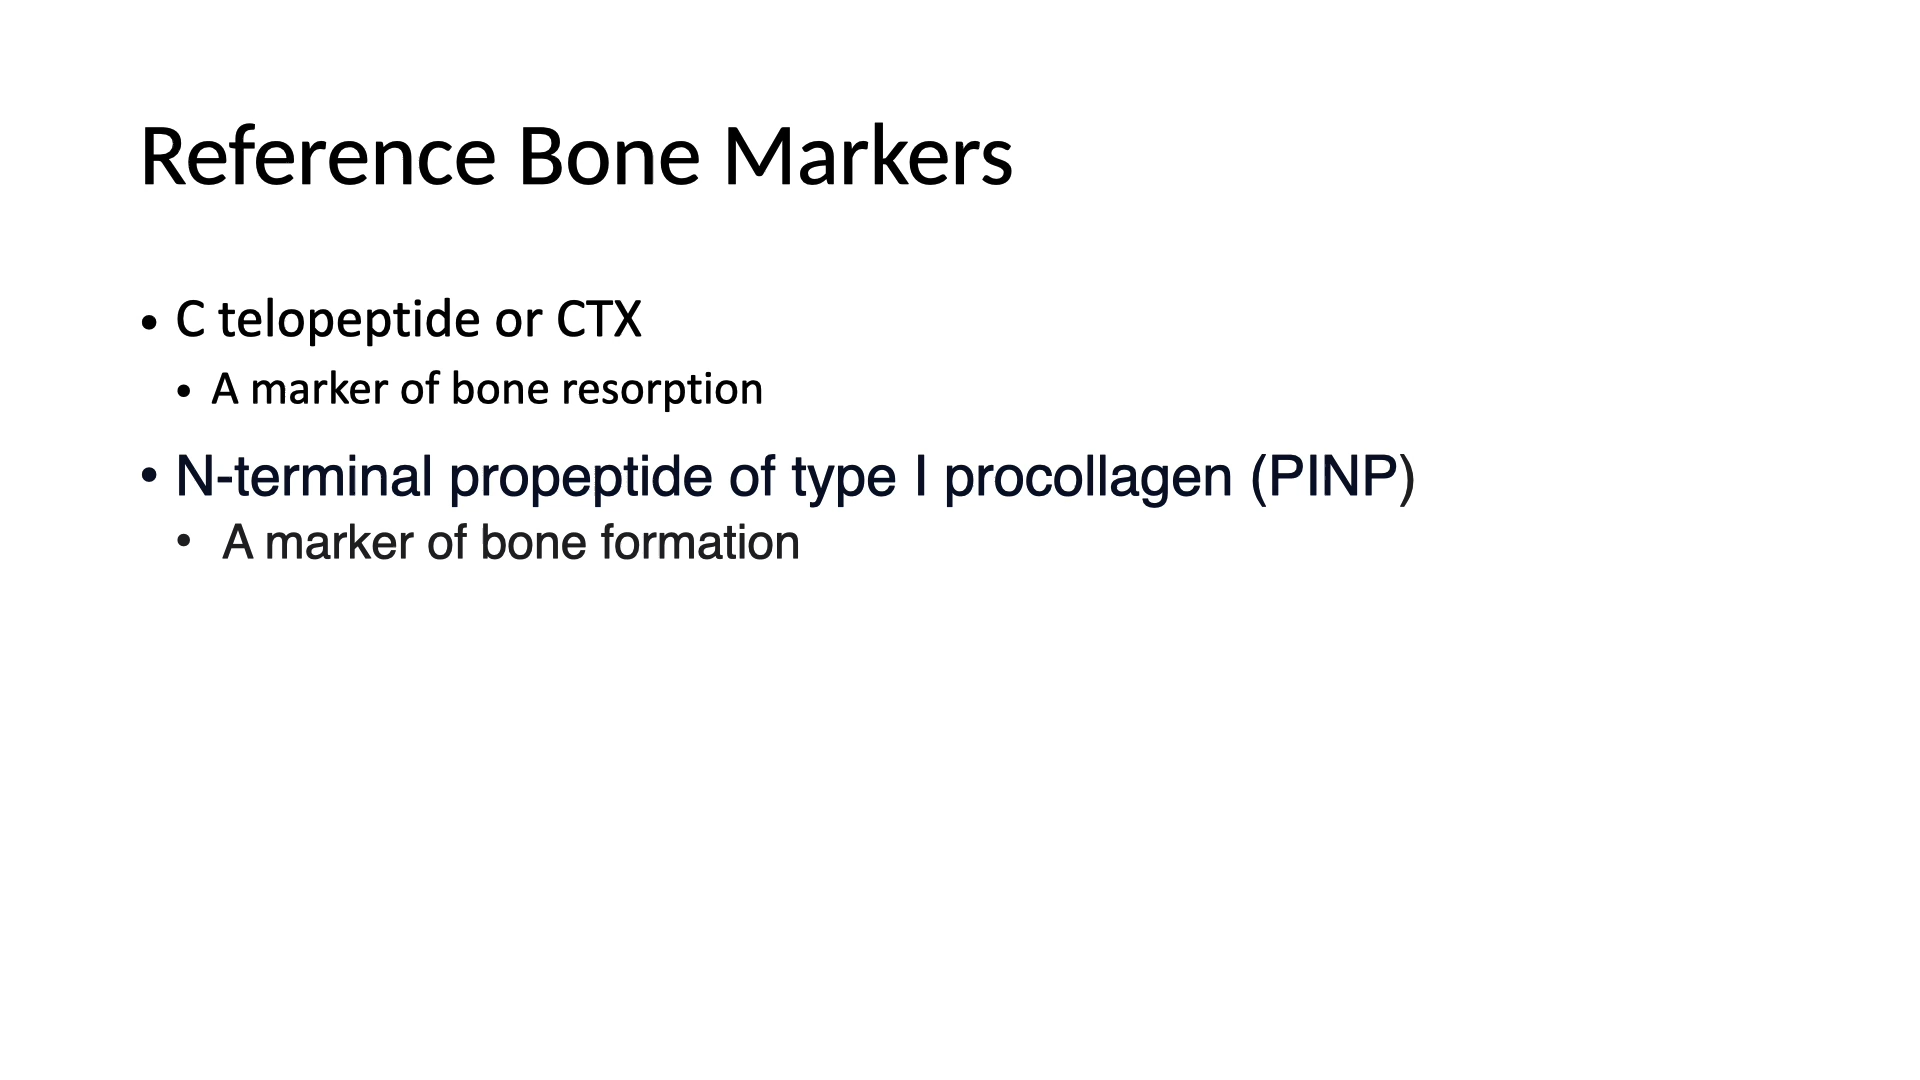 Reference Bone Markers
• C telopeptide or CTX
• A marker of bone resorption
• N-terminal propeptide of type I procollagen (PINP)
• A marker of bone formation